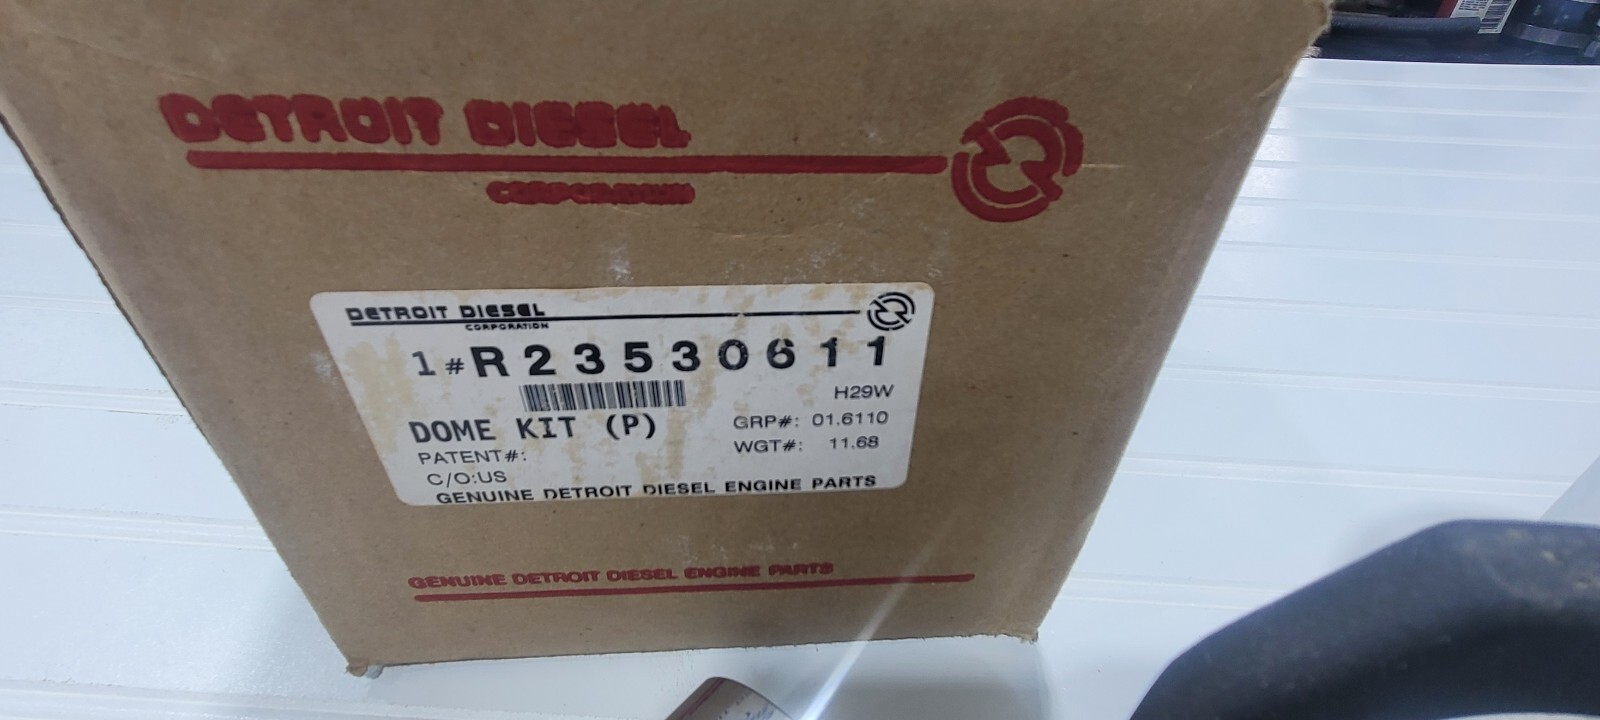 DETROIT DIESEL
CORPORATION
DETROIT DIESEL
CORPORATION
1#R23530611
H29W
DOME KIT (P)
GRP#: 01.6110
PATENT#:
WGT#: 11.68
C/O:US
GENUINE DETROIT DIESEL ENGINE PARTS
GENUINE DETROIT DIESEL ENGINE PARTS